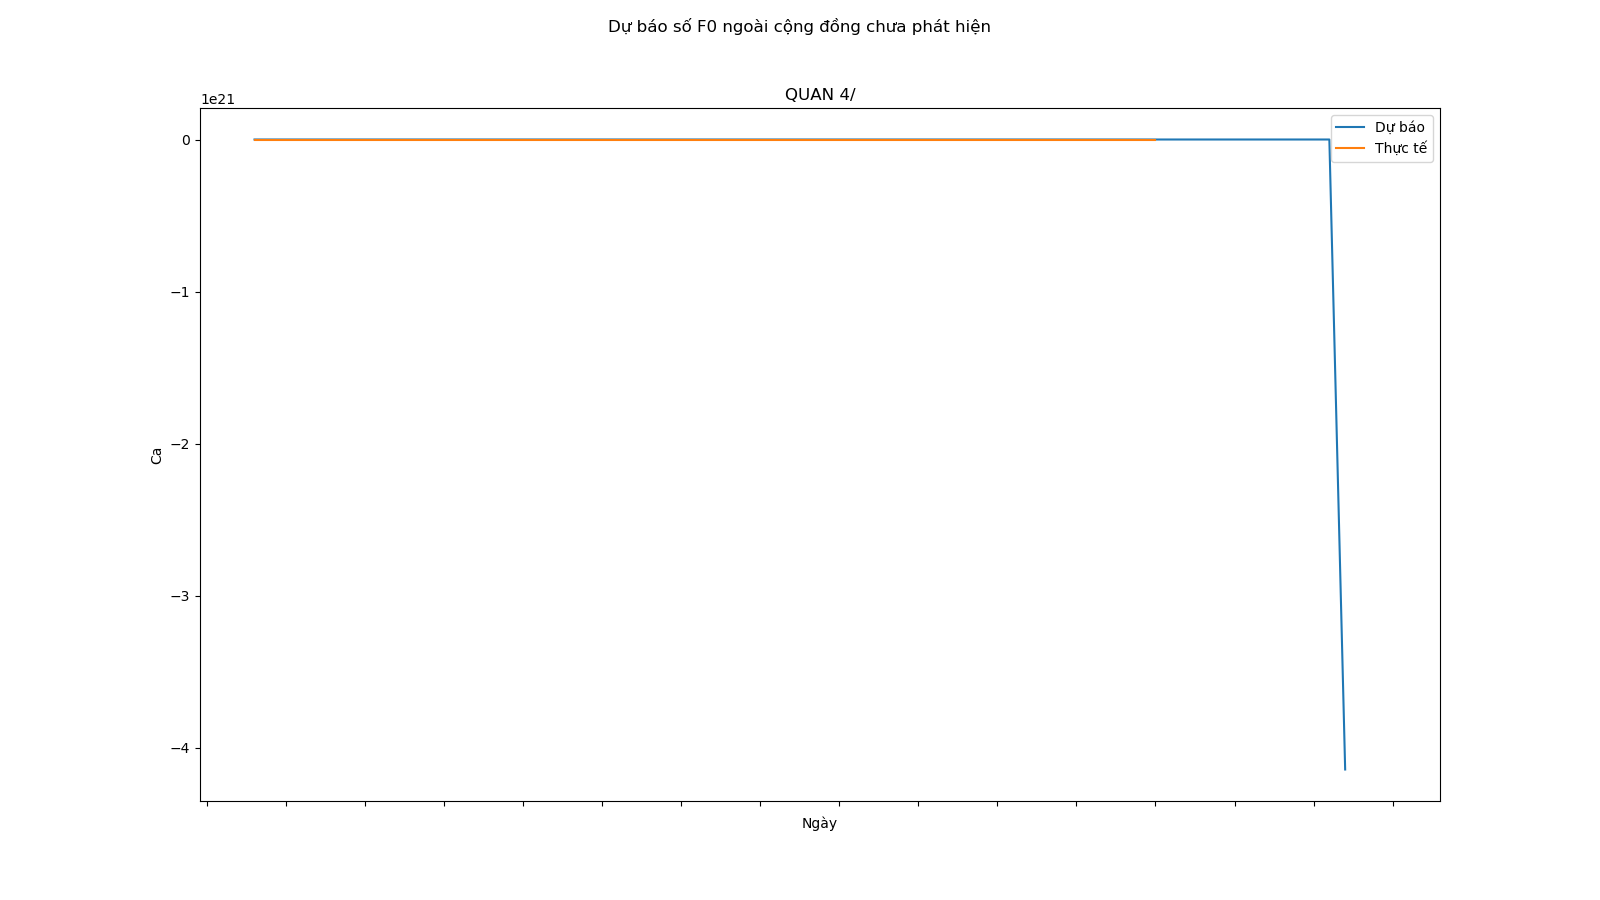 Dự báo số F0 ngoài cộng đồng chưa phát hiện
QUAN 4/
1e21
Dự báo
Thực tế
0
−1
−2
−3
−4
Ca
Ngày